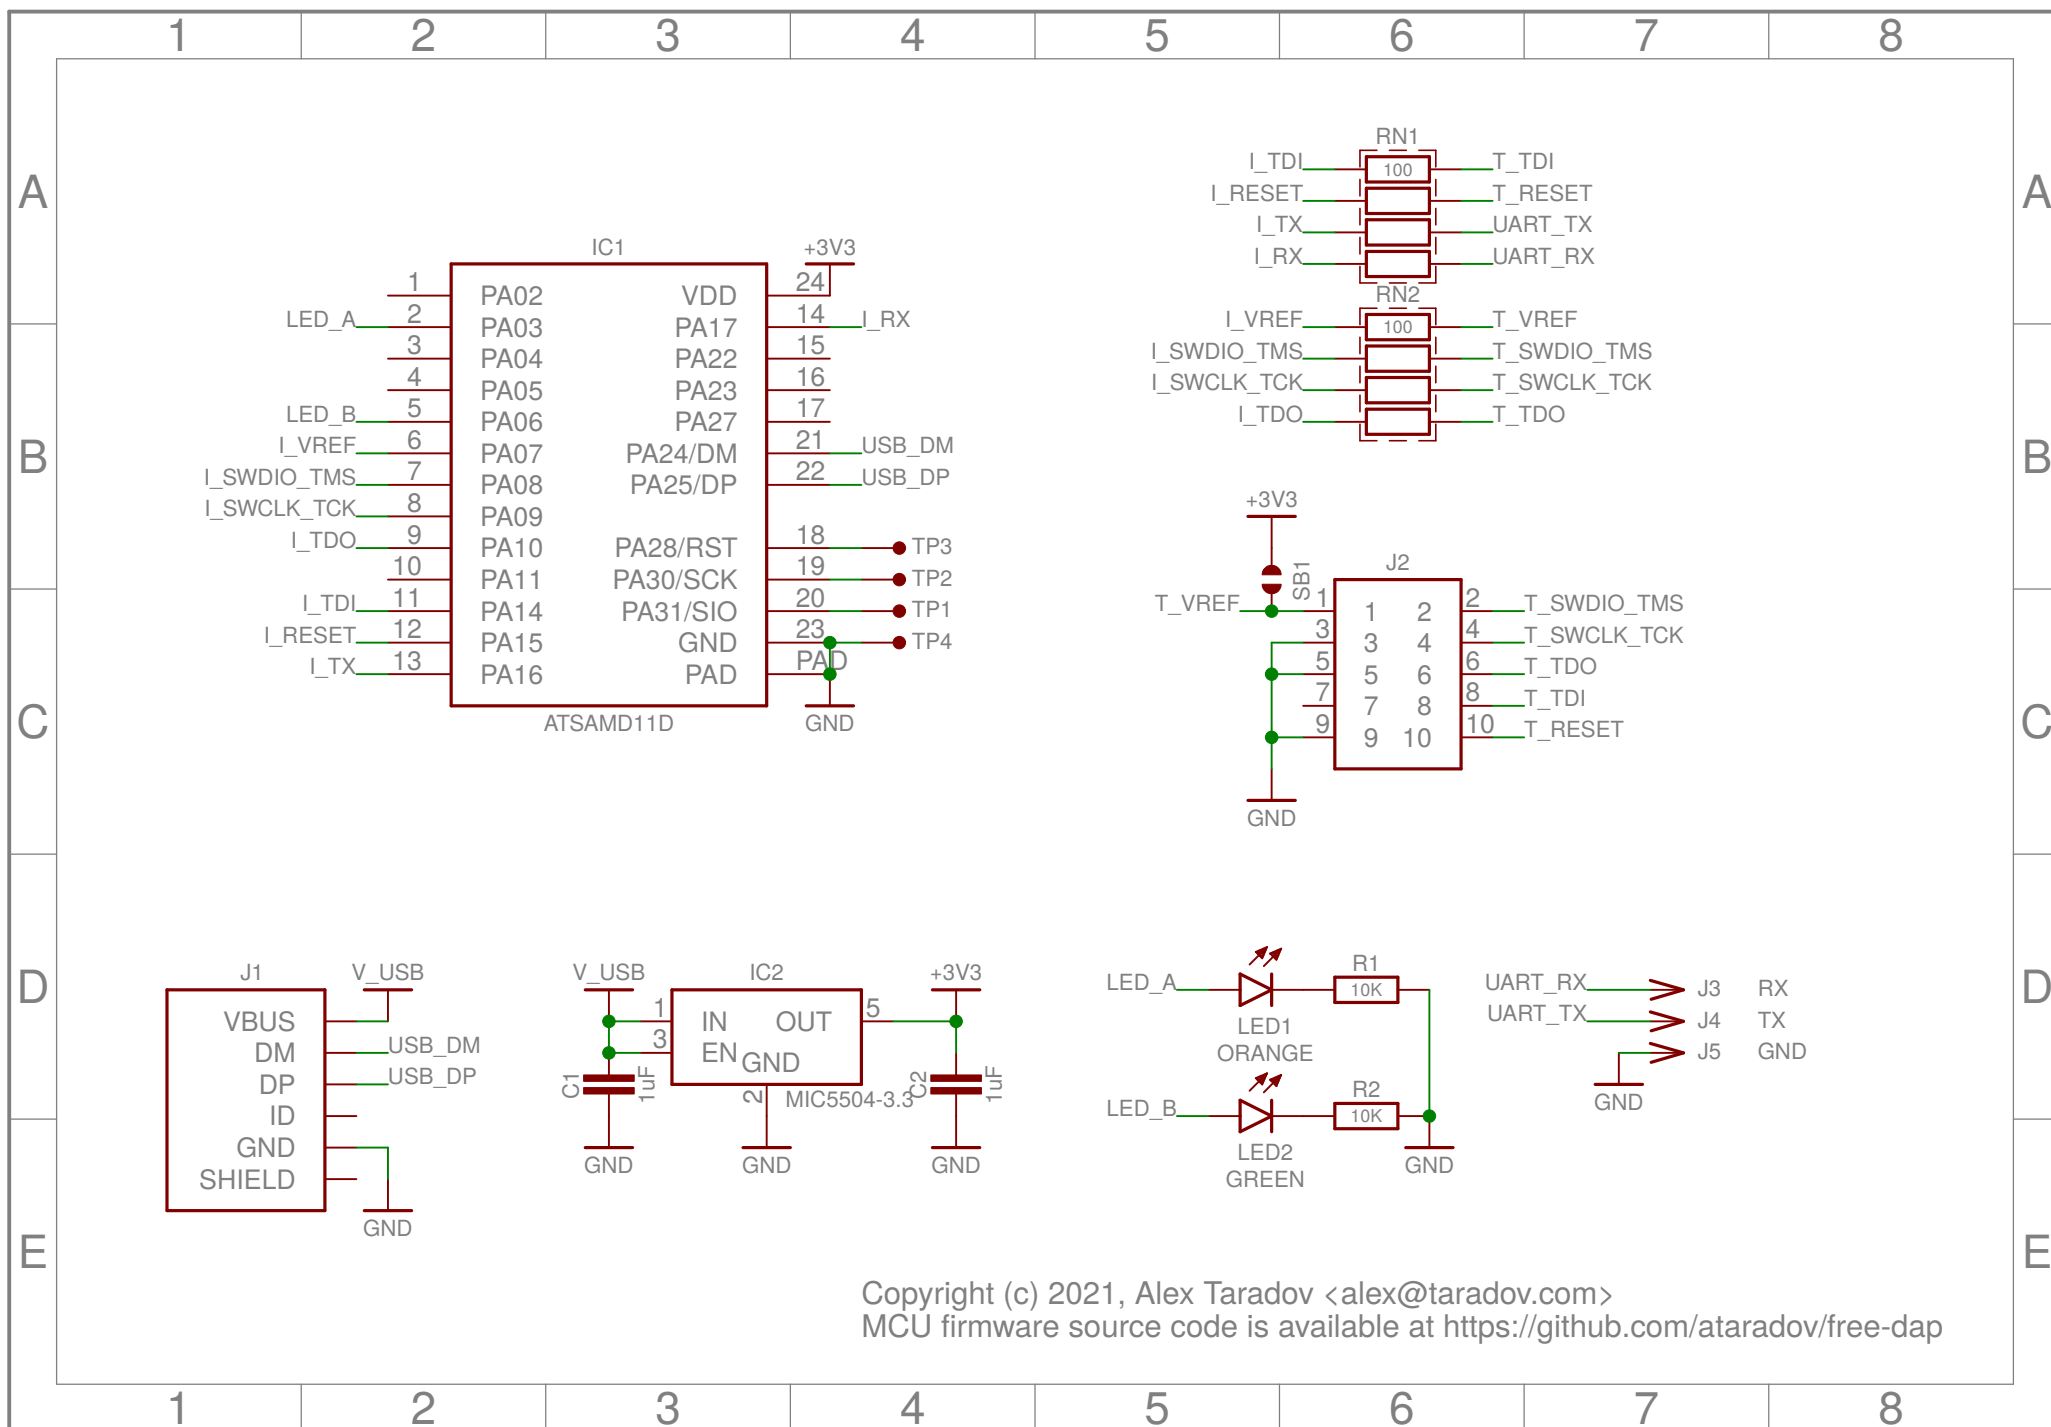 1 2 3 4 5 6 7 8
A A
B B
C C
D D
E E
IC1
+3V3
1 PA02 VDD 24
LED_A 2 PA03 PA17 14 I_RX
3 PA04 PA22 15
4 PA05 PA23 16
LED_B 5 PA06 PA27 17
I_VREF 6 PA07 PA24/DM 21 USB_DM
I_SWDIO_TMS 7 PA08 PA25/DP 22 USB_DP
I_SWCLK_TCK 8 PA09
I_TDO 9 PA10 PA28/RST 18 TP3
10 PA11 PA30/SCK 19 TP2
I_TDI 11 PA14 PA31/SIO 20 TP1
I_RESET 12 PA15 GND 23 TP4
I_TX 13 PA16 PAD PAD
ATSAMD11D
GND
RN1
I_TDI 100 T_TDI
I_RESET T_RESET
I_TX UART_TX
I_RX UART_RX
RN2
I_VREF 100 T_VREF
I_SWDIO_TMS T_SWDIO_TMS
I_SWCLK_TCK T_SWCLK_TCK
I_TDO T_TDO
+3V3
SB1
J2
T_VREF 1 1 2 2 T_SWDIO_TMS
3 3 4 4 T_SWCLK_TCK
5 5 6 6 T_TDO
7 7 8 8 T_TDI
9 9 10 10 T_RESET
GND
J1
V_USB
VBUS
DM USB_DM
DP USB_DP
ID
GND
SHIELD
GND
V_USB
IC2
+3V3
1 IN OUT 5
3 EN GND
2
MIC5504-3.3
C1 1uF
C2 1uF
GND GND GND
LED_A
R1
10K
LED1
ORANGE
LED_B
R2
10K
LED2
GREEN
GND
UART_RX J3 RX
UART_TX J4 TX
J5 GND
GND
Copyright (c) 2021, Alex Taradov <alex@taradov.com>
MCU firmware source code is available at https://github.com/ataradov/free-dap
1 2 3 4 5 6 7 8